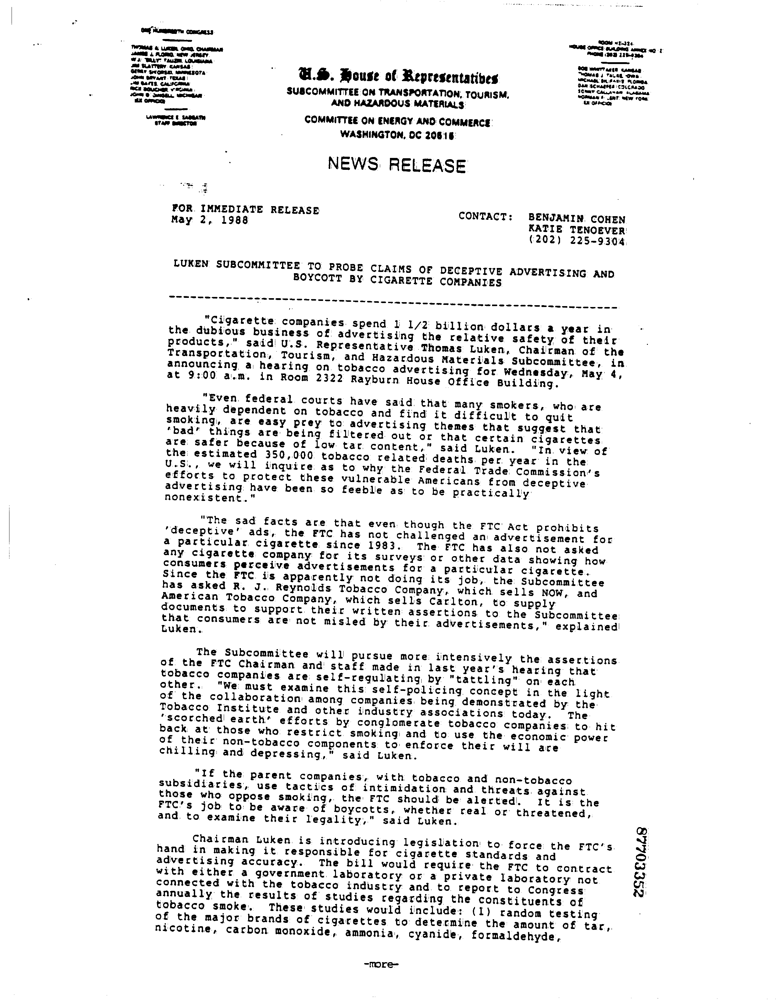 ONE HUNDREDTH CONGRESS
THOMAS A. LUKEN, OHIO, CHAIRMAN
JAMES J. FLORIO, NEW JERSEY
W.J. "BILLY" TAUZIN, LOUISIANA
JIM SLATTERY, KANSAS
GERRY SIKORSKI, MINNESOTA
JOHN BRYANT, TEXAS
JIM BATES, CALIFORNIA
RICK BOUCHER, VIRGINIA
JOHN D. DINGELL, MICHIGAN
(EX OFFICIO)
LAWRENCE E. SABBATH
STAFF DIRECTOR
ROOM H2-324
HOUSE OFFICE BUILDING ANNEX NO. 2
PHONE (202) 225-9304
BOB WHITTAKER, KANSAS
THOMAS J. TAUKE, IOWA
MICHAEL BILIRAKIS, FLORIDA
DAN SCHAEFER, COLORADO
SONNY CALLAHAN, ALABAMA
NORMAN F. LENT, NEW YORK
EX OFFICIO
U.S. House of Representatives
SUBCOMMITTEE ON TRANSPORTATION, TOURISM,
AND HAZARDOUS MATERIALS
COMMITTEE ON ENERGY AND COMMERCE
WASHINGTON, DC 20515
NEWS RELEASE
FOR IMMEDIATE RELEASE
May 2, 1988
CONTACT: BENJAMIN COHEN
KATIE TENOEVER
(202) 225-9304
LUKEN SUBCOMMITTEE TO PROBE CLAIMS OF DECEPTIVE ADVERTISING AND
BOYCOTT BY CIGARETTE COMPANIES
"Cigarette companies spend 1 1/2 billion dollars a year in
the dubious business of advertising the relative safety of their
products," said U.S. Representative Thomas Luken, Chairman of the
Transportation, Tourism, and Hazardous Materials Subcommittee, in
announcing a hearing on tobacco advertising for Wednesday, May 4,
at 9:00 a.m. in Room 2322 Rayburn House Office Building.
"Even federal courts have said that many smokers, who are
heavily dependent on tobacco and find it difficult to quit
smoking, are easy prey to advertising themes that suggest that
'bad' things are being filtered out or that certain cigarettes
are safer because of low tar content," said Luken. "In view of
the estimated 350,000 tobacco related deaths per year in the
U.S., we will inquire as to why the Federal Trade Commission's
efforts to protect these vulnerable Americans from deceptive
advertising have been so feeble as to be practically
nonexistent."
"The sad facts are that even though the FTC Act prohibits
'deceptive' ads, the FTC has not challenged an advertisement for
a particular cigarette since 1983. The FTC has also not asked
any cigarette company for its surveys or other data showing how
consumers perceive advertisements for a particular cigarette.
Since the FTC is apparently not doing its job, the Subcommittee
has asked R. J. Reynolds Tobacco Company, which sells NOW, and
American Tobacco Company, which sells Carlton, to supply
documents to support their written assertions to the Subcommittee
that consumers are not misled by their advertisements," explained
Luken.
The Subcommittee will pursue more intensively the assertions
of the FTC Chairman and staff made in last year's hearing that
tobacco companies are self-regulating by "tattling" on each
other. "We must examine this self-policing concept in the light
of the collaboration among companies being demonstrated by the
Tobacco Institute and other industry associations today. The
'scorched earth' efforts by conglomerate tobacco companies to hit
back at those who restrict smoking and to use the economic power
of their non-tobacco components to enforce their will are
chilling and depressing," said Luken.
"If the parent companies, with tobacco and non-tobacco
subsidiaries, use tactics of intimidation and threats against
those who oppose smoking, the FTC should be alerted. It is the
FTC's job to be aware of boycotts, whether real or threatened,
and to examine their legality," said Luken.
Chairman Luken is introducing legislation to force the FTC's
hand in making it responsible for cigarette standards and
advertising accuracy. The bill would require the FTC to contract
with either a government laboratory or a private laboratory not
connected with the tobacco industry and to report to Congress
annually the results of studies regarding the constituents of
tobacco smoke. These studies would include: (1) random testing
of the major brands of cigarettes to determine the amount of tar,
nicotine, carbon monoxide, ammonia, cyanide, formaldehyde,
-more-
87703352